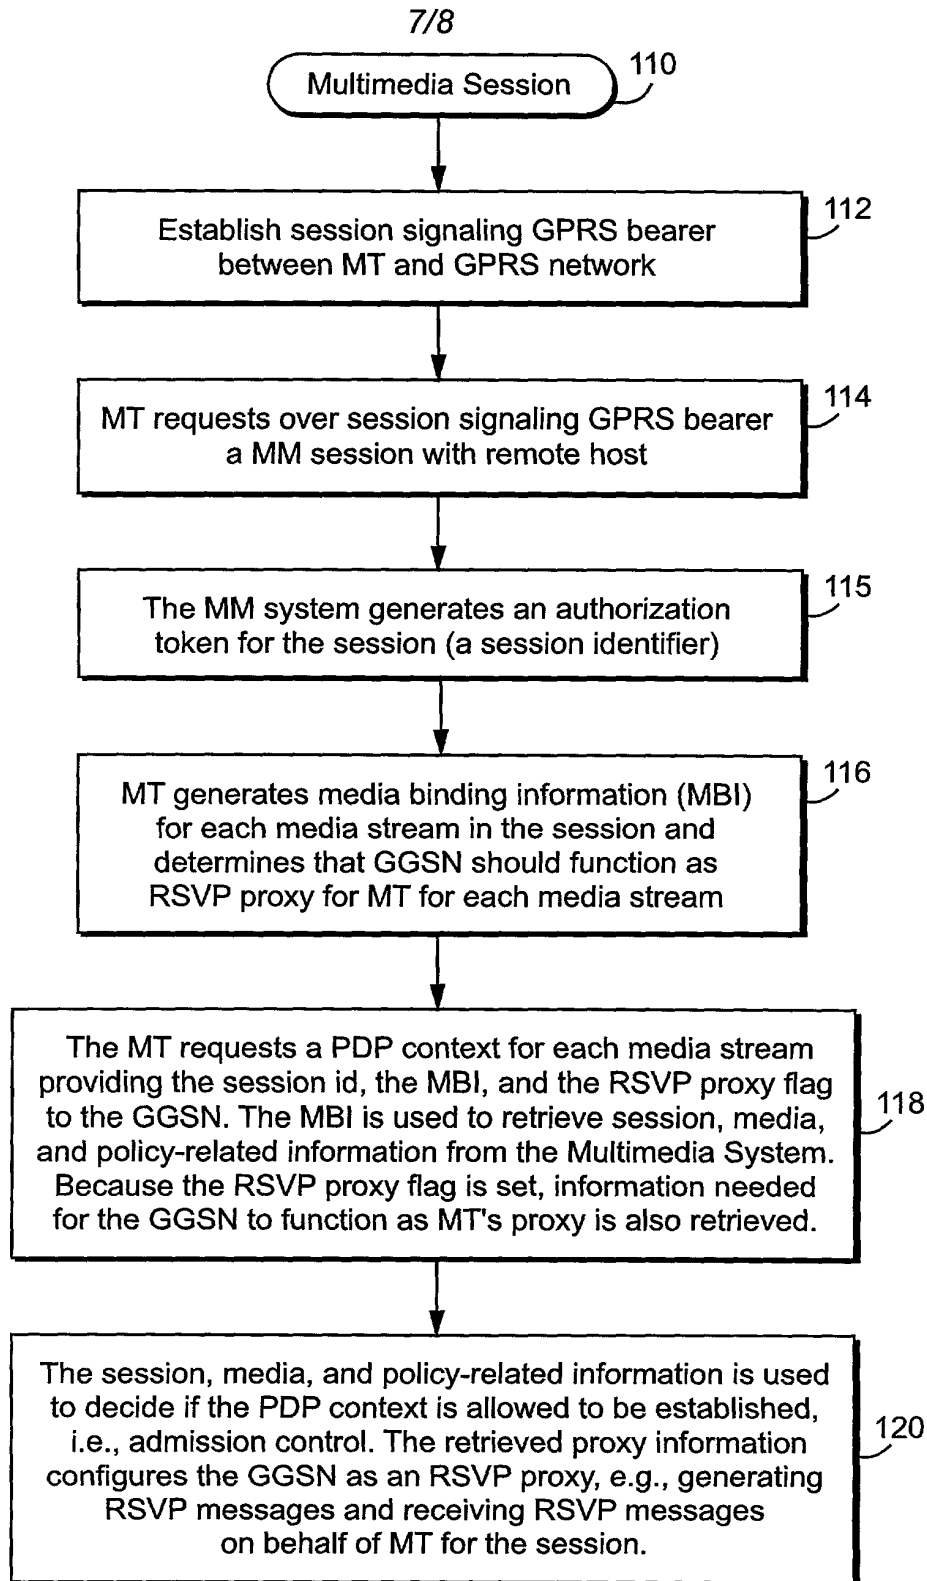 7/8
Multimedia Session
110
Establish session signaling GPRS bearer
between MT and GPRS network
112
MT requests over session signaling GPRS bearer
a MM session with remote host
114
The MM system generates an authorization
token for the session (a session identifier)
115
MT generates media binding information (MBI)
for each media stream in the session and
determines that GGSN should function as
RSVP proxy for MT for each media stream
116
The MT requests a PDP context for each media stream
providing the session id, the MBI, and the RSVP proxy flag
to the GGSN. The MBI is used to retrieve session, media,
and policy-related information from the Multimedia System.
Because the RSVP proxy flag is set, information needed
for the GGSN to function as MT's proxy is also retrieved.
118
The session, media, and policy-related information is used
to decide if the PDP context is allowed to be established,
i.e., admission control. The retrieved proxy information
configures the GGSN as an RSVP proxy, e.g., generating
RSVP messages and receiving RSVP messages
on behalf of MT for the session.
120